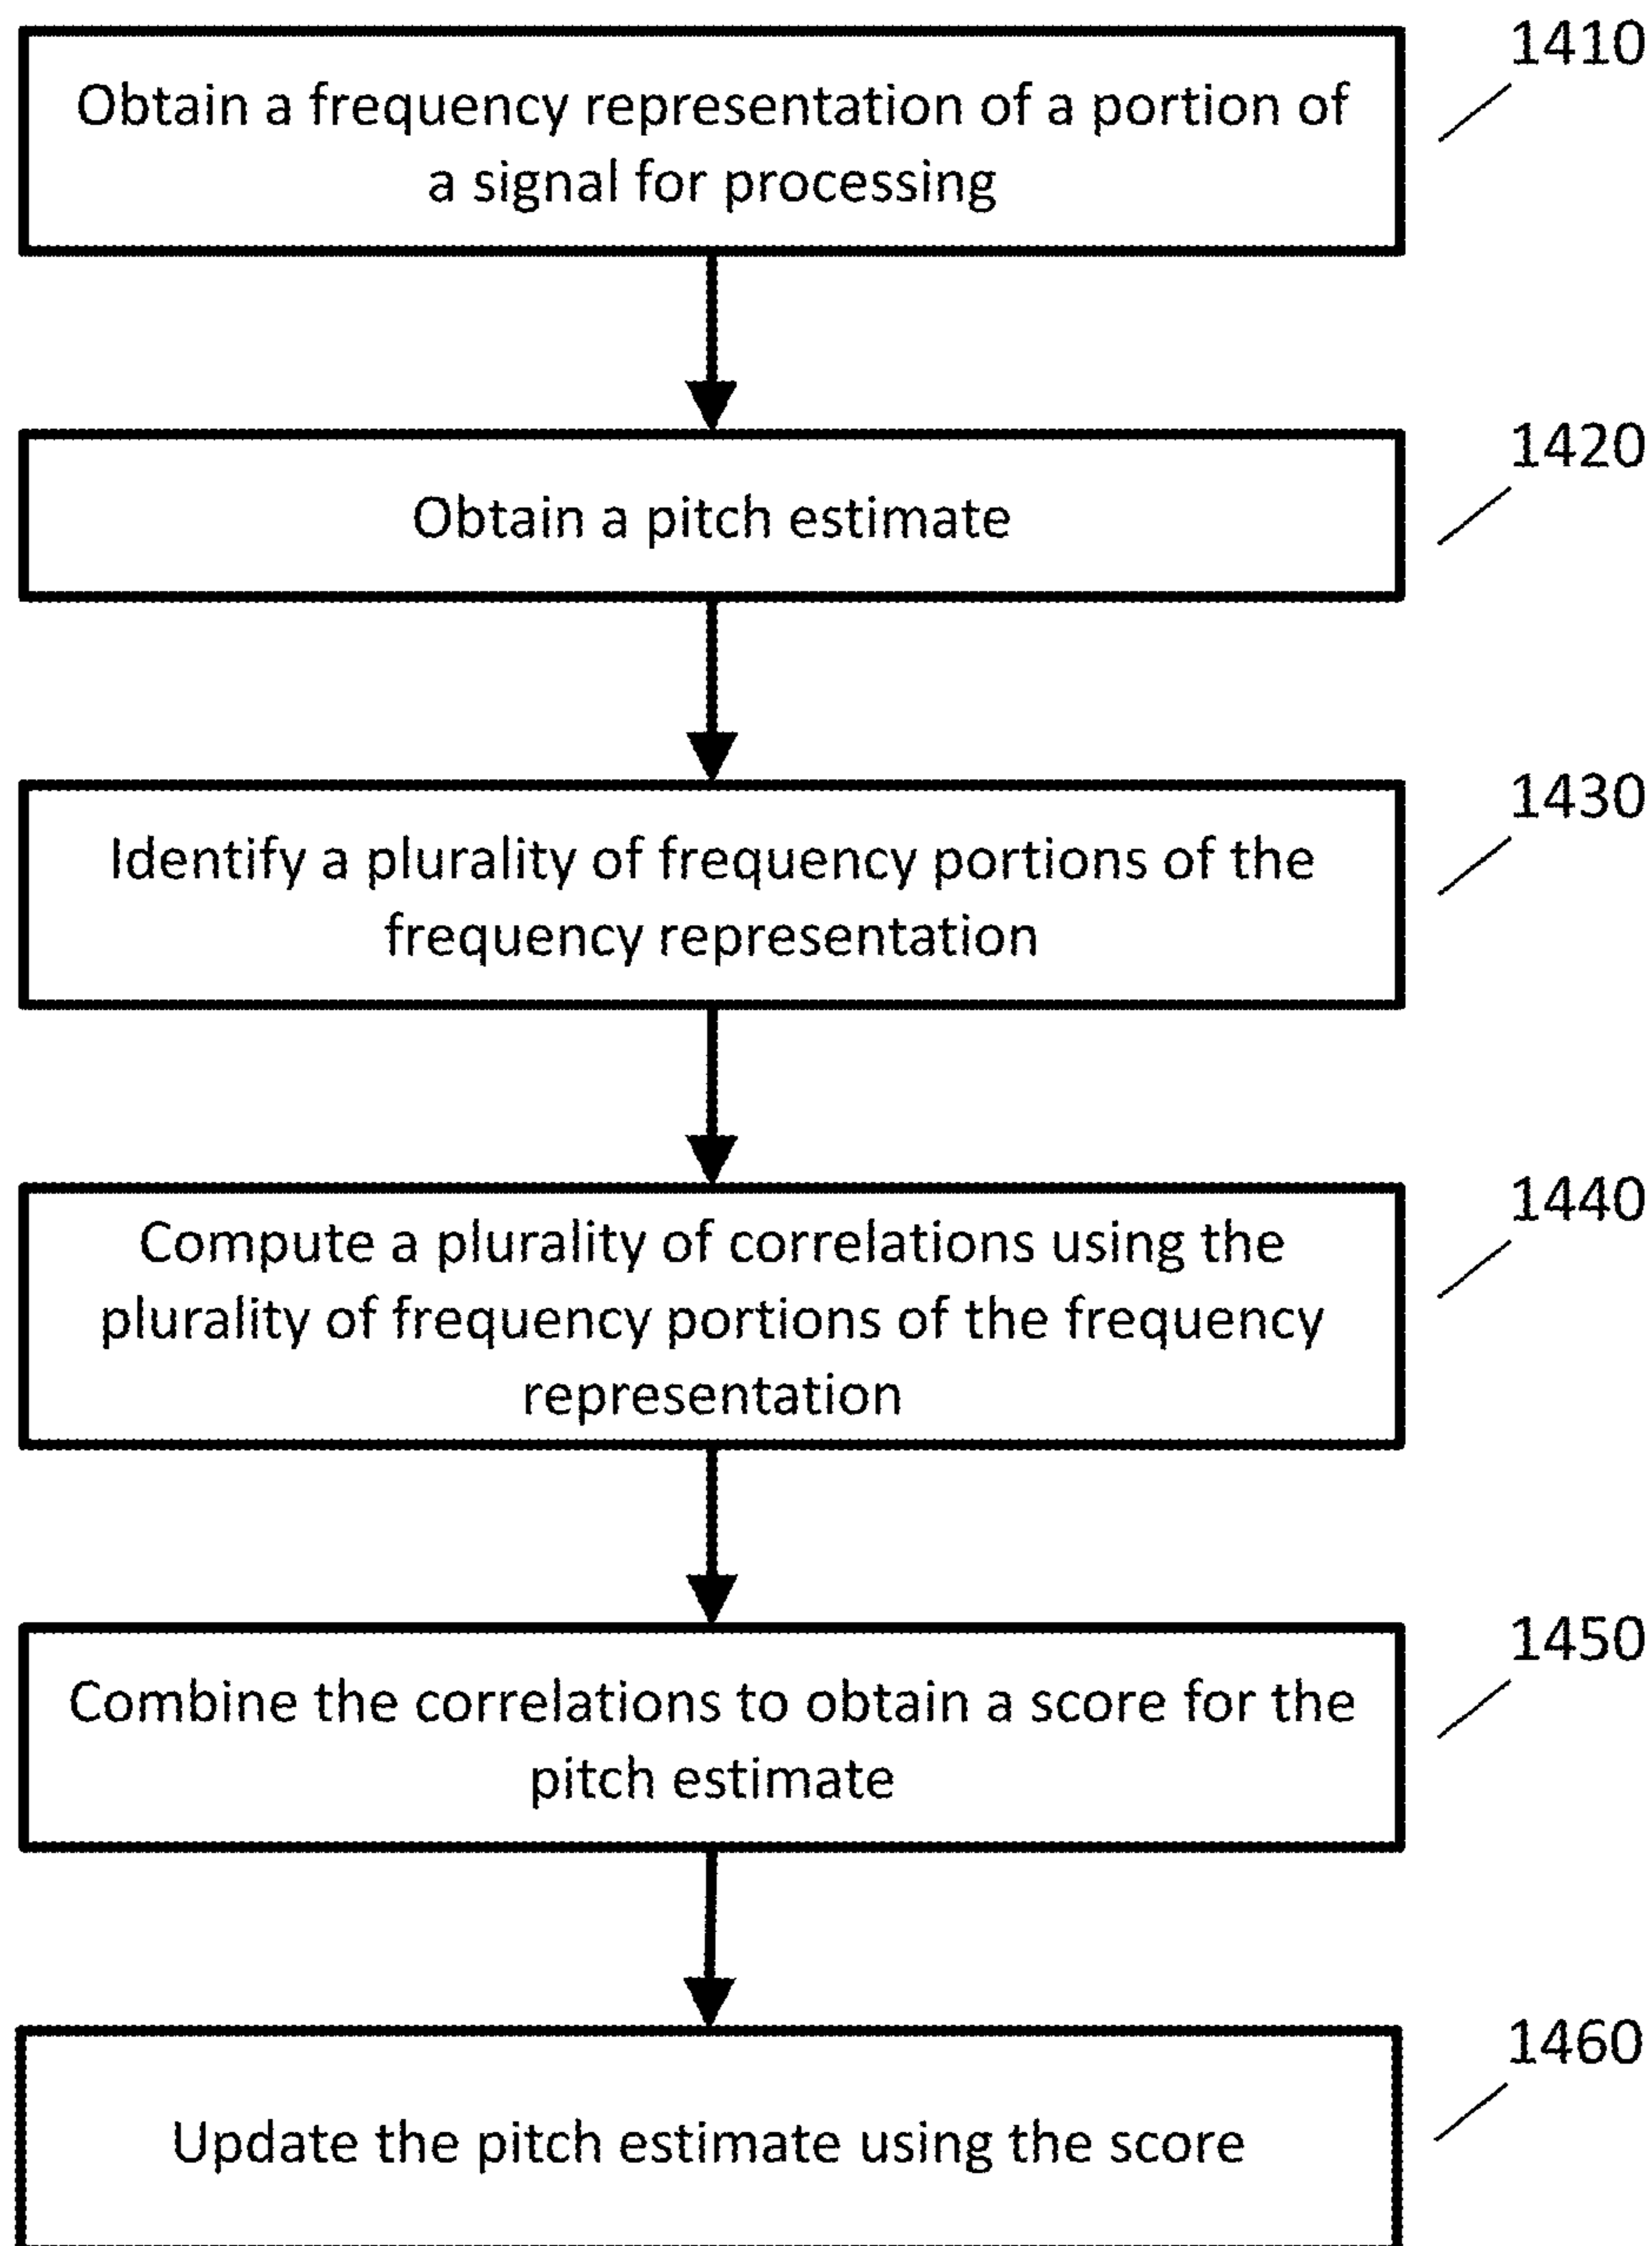 1410
Obtain a frequency representation of a portion of
a signal for processing
1420
Obtain a pitch estimate
1430
Identify a plurality of frequency portions of the
frequency representation
1440
Compute a plurality of correlations using the
plurality of frequency portions of the frequency
representation
1450
Combine the correlations to obtain a score for the
pitch estimate
1460
Update the pitch estimate using the score